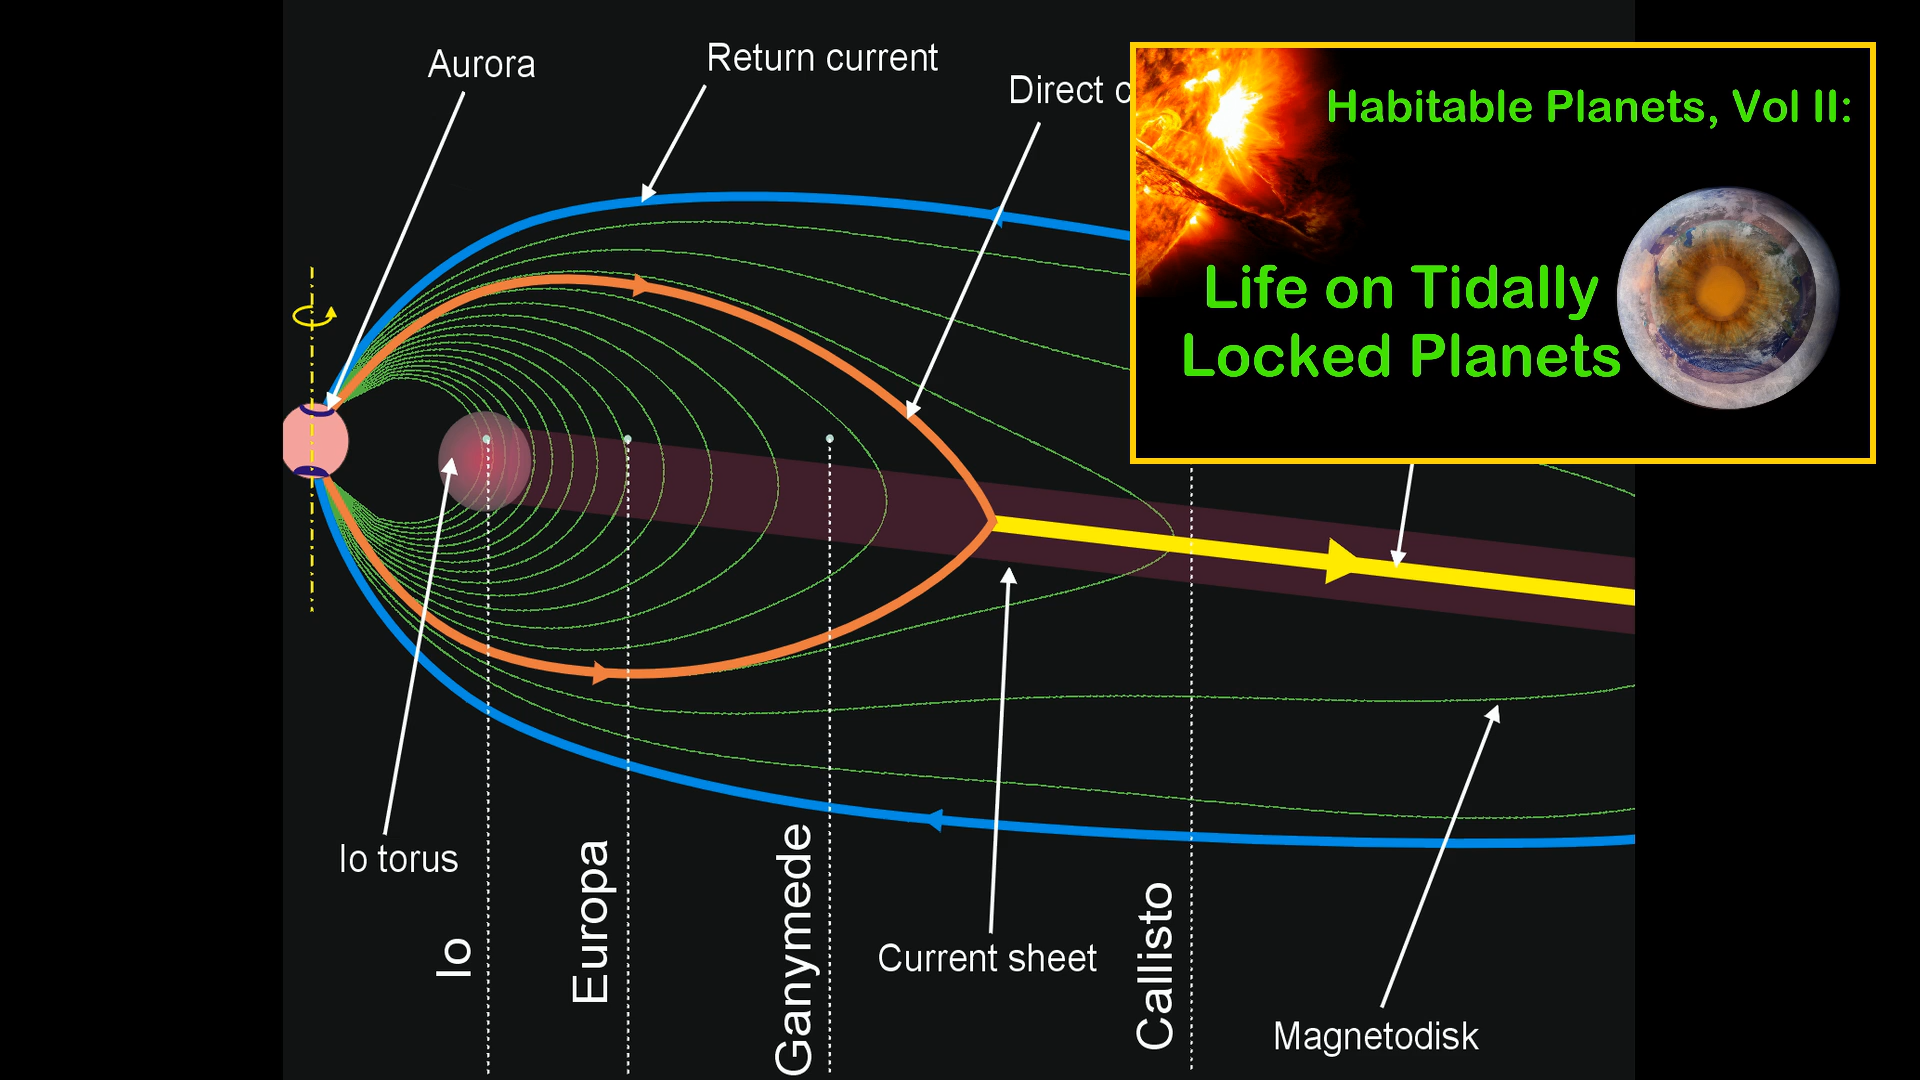 Aurora
Return current
Direct c
Habitable Planets, Vol II:
Life on Tidally
Locked Planets
Io torus
Io
Europa
Ganymede
Current sheet
Callisto
Magnetodisk